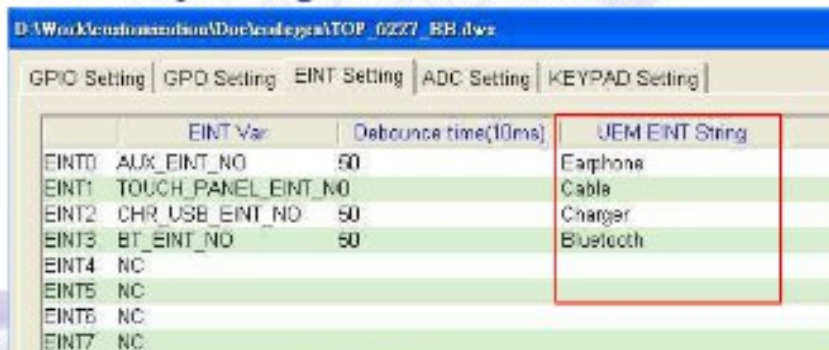 D:\Work\customization\Doc\codegen\TOP_0227_BB.dws
GPIO Setting GPO Setting EINT Setting ADC Setting KEYPAD Setting
EINT Var Debounce time(10ms) UEM EINT String
EINT0 AUX_EINT_NO 50 Earphone
EINT1 TOUCH_PANEL_EINT_NO Cable
EINT2 CHR_USB_EINT_NO 50 Charger
EINT3 BT_EINT_NO 50 Bluetooth
EINT4 NC
EINT5 NC
EINT6 NC
EINT7 NC